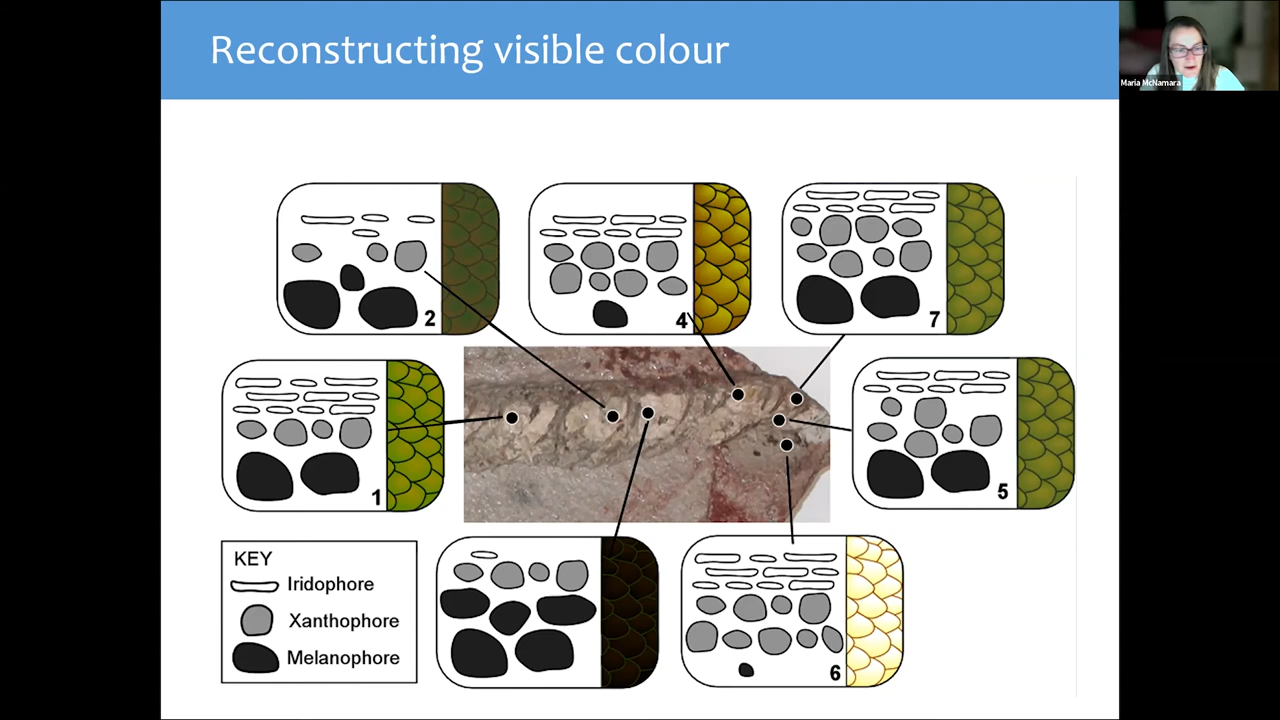 Reconstructing visible colour
Maria McNamara
2
4
7
1
5
KEY
Iridophore
Xanthophore
Melanophore
6